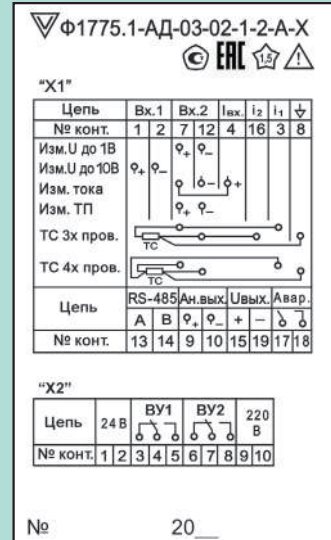 Ф1775.1-АД-03-02-1-2-А-Х
ЕАС 1,5
“X1”
Цепь Вх.1 Вх.2 Iвх. i2 i1
№ конт. 1 2 7 12 4 16 3 8
Изм.U до 1В + −
Изм.U до10В + −
Изм. тока - +
Изм. ТП + −
ТС 3х пров. ТС
ТС 4х пров. ТС
Цепь RS-485 Ан.вых. Uвых. Авар.
А В + − + −
№ конт. 13 14 9 10 15 19 17 18
“X2”
Цепь 24 В ВУ1 ВУ2 220 В
№ конт. 1 2 3 4 5 6 7 8 9 10
№ 20__